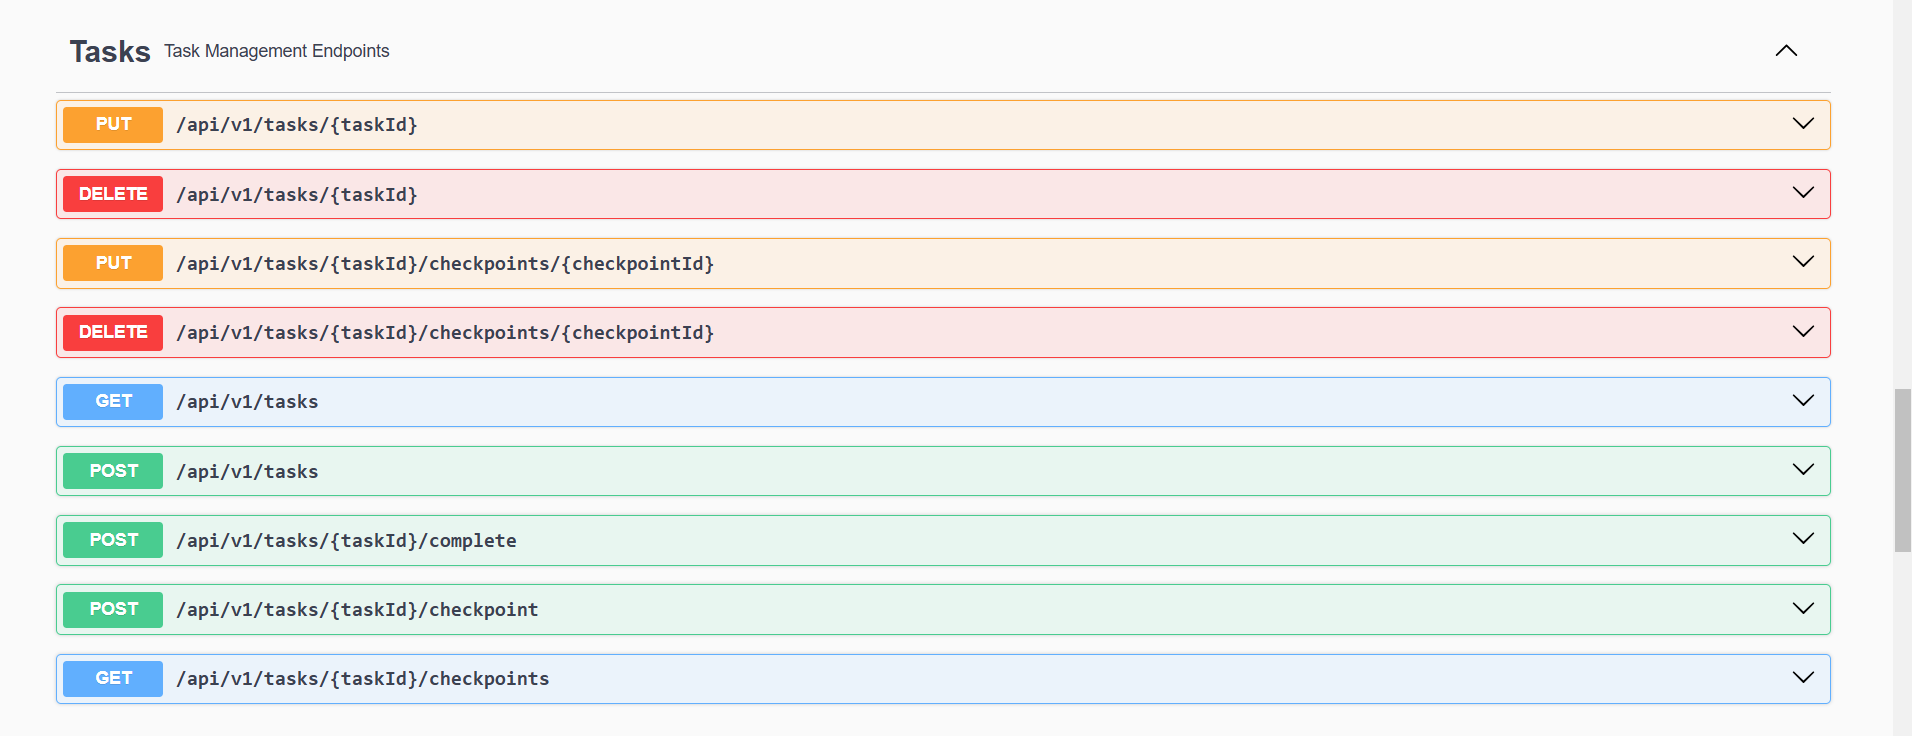 Tasks Task Management Endpoints
PUT /api/v1/tasks/{taskId}
DELETE /api/v1/tasks/{taskId}
PUT /api/v1/tasks/{taskId}/checkpoints/{checkpointId}
DELETE /api/v1/tasks/{taskId}/checkpoints/{checkpointId}
GET /api/v1/tasks
POST /api/v1/tasks
POST /api/v1/tasks/{taskId}/complete
POST /api/v1/tasks/{taskId}/checkpoint
GET /api/v1/tasks/{taskId}/checkpoints